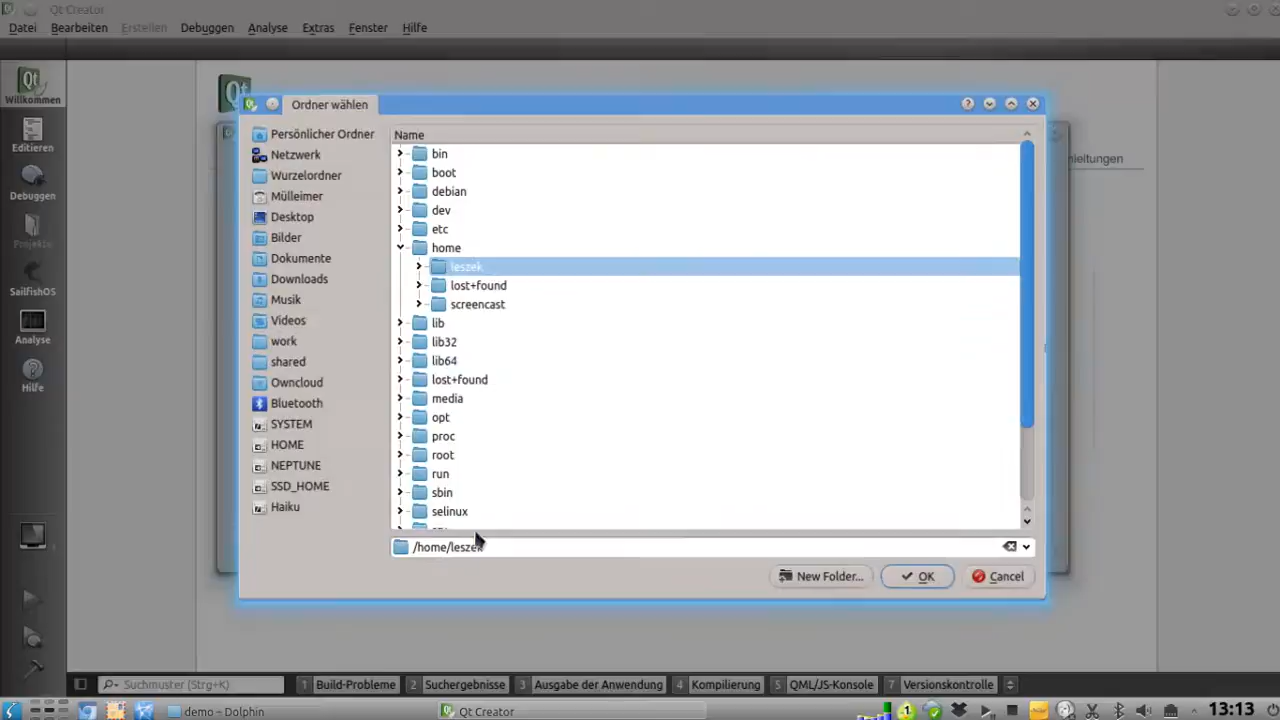 Qt Creator
Datei Bearbeiten Erstellen Debuggen Analyse Extras Fenster Hilfe
Qt
Willkommen
Editieren
Debuggen
Projekte
SailfishOS
Analyse
Hilfe
Qt
Ordner wählen
Persönlicher Ordner
Netzwerk
Wurzelordner
Mülleimer
Desktop
Bilder
Dokumente
Downloads
Musik
Videos
work
shared
Owncloud
Bluetooth
SYSTEM
HOME
NEPTUNE
SSD_HOME
Haiku
Name
bin
boot
debian
dev
etc
home
leszek
lost+found
screencast
lib
lib32
lib64
lost+found
media
opt
proc
root
run
sbin
selinux
/home/leszek
New Folder... OK Cancel
nleitungen
Suchmuster (Strg+K) 1 Build-Probleme 2 Suchergebnisse 3 Ausgabe der Anwendung 4 Kompilierung 5 QML/JS-Konsole 7 Versionskontrolle
demo – Dolphin Qt Creator 1 13:13